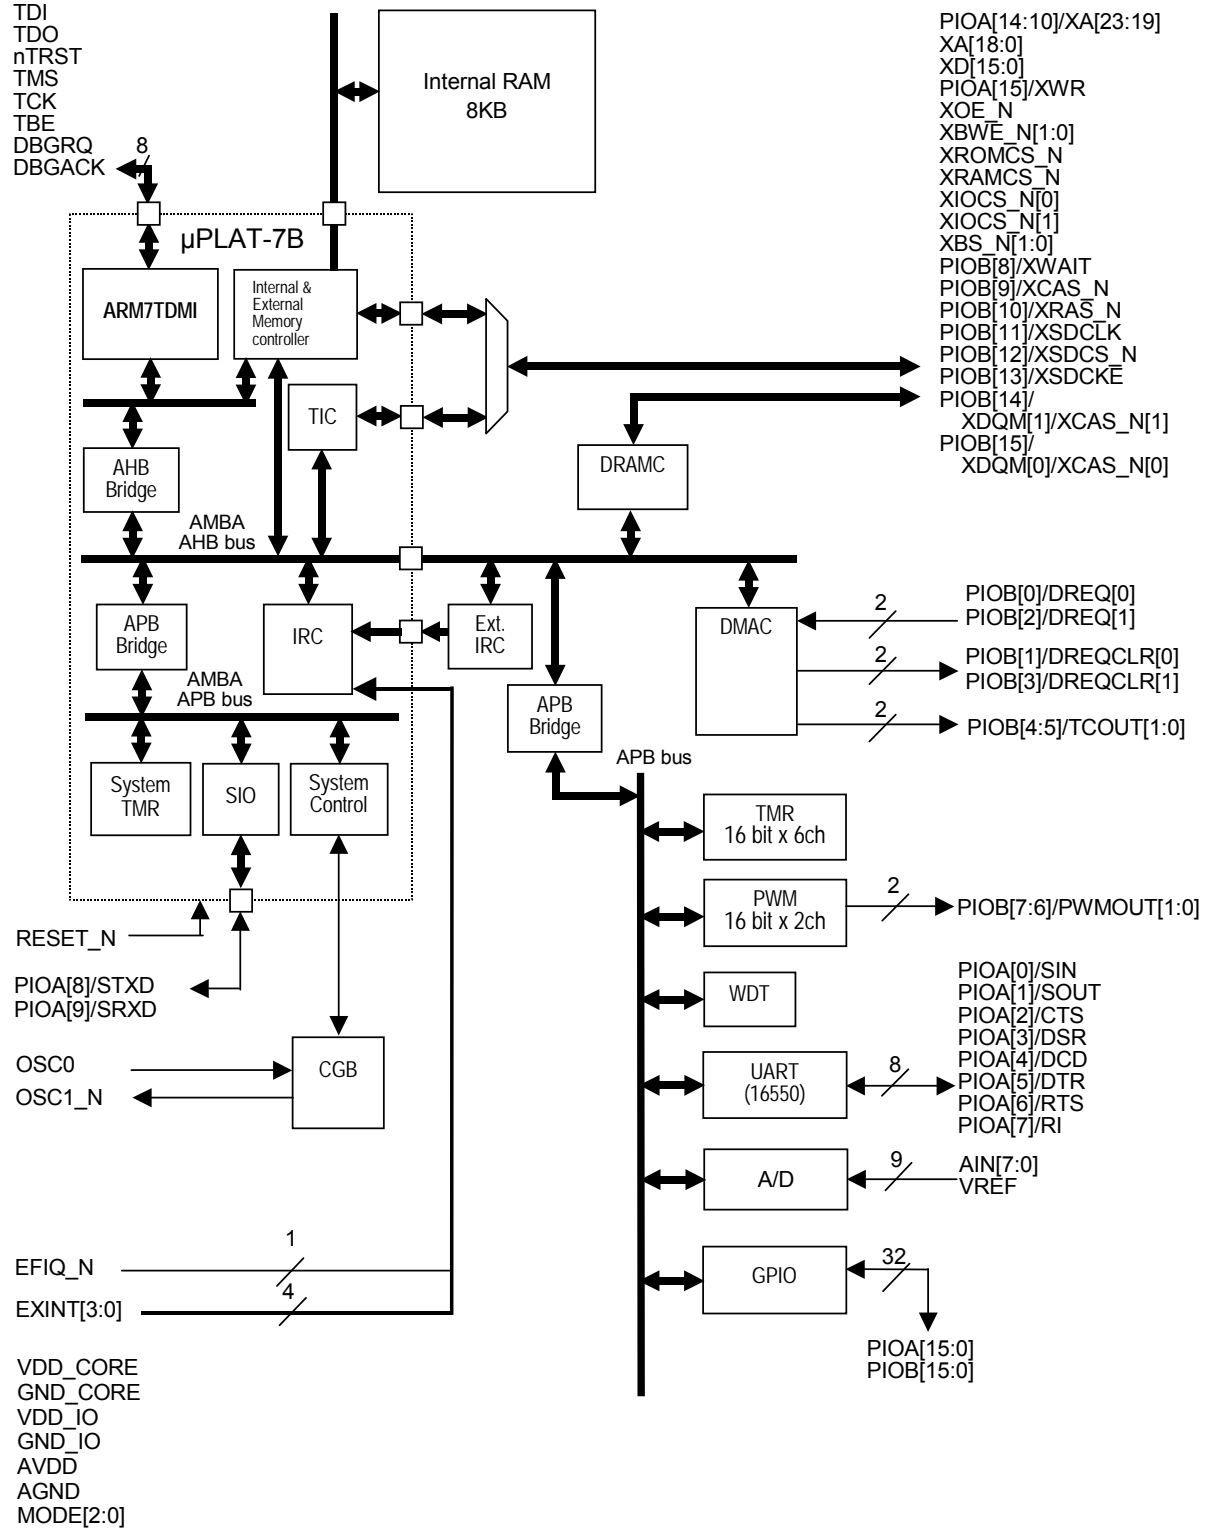 TDI
TDO
nTRST
TMS
TCK
TBE
DBGRQ
DBGACK
8
Internal RAM
8KB
PIOA[14:10]/XA[23:19]
XA[18:0]
XD[15:0]
PIOA[15]/XWR
XOE_N
XBWE_N[1:0]
XROMCS_N
XRAMCS_N
XIOCS_N[0]
XIOCS_N[1]
XBS_N[1:0]
PIOB[8]/XWAIT
PIOB[9]/XCAS_N
PIOB[10]/XRAS_N
PIOB[11]/XSDCLK
PIOB[12]/XSDCS_N
PIOB[13]/XSDCKE
PIOB[14]/
XDQM[1]/XCAS_N[1]
PIOB[15]/
XDQM[0]/XCAS_N[0]
µPLAT-7B
ARM7TDMI
Internal &
External
Memory
controller
TIC
AHB
Bridge
DRAMC
AMBA
AHB bus
APB
Bridge
IRC
Ext.
IRC
DMAC
2
PIOB[0]/DREQ[0]
PIOB[2]/DREQ[1]
2
PIOB[1]/DREQCLR[0]
PIOB[3]/DREQCLR[1]
2
PIOB[4:5]/TCOUT[1:0]
AMBA
APB bus
APB
Bridge
APB bus
System
TMR
SIO
System
Control
TMR
16 bit x 6ch
PWM
16 bit x 2ch
2
PIOB[7:6]/PWMOUT[1:0]
RESET_N
PIOA[8]/STXD
PIOA[9]/SRXD
WDT
OSC0
OSC1_N
CGB
UART
(16550)
8
PIOA[0]/SIN
PIOA[1]/SOUT
PIOA[2]/CTS
PIOA[3]/DSR
PIOA[4]/DCD
PIOA[5]/DTR
PIOA[6]/RTS
PIOA[7]/RI
A/D
9
AIN[7:0]
VREF
EFIQ_N
1
EXINT[3:0]
4
GPIO
32
PIOA[15:0]
PIOB[15:0]
VDD_CORE
GND_CORE
VDD_IO
GND_IO
AVDD
AGND
MODE[2:0]